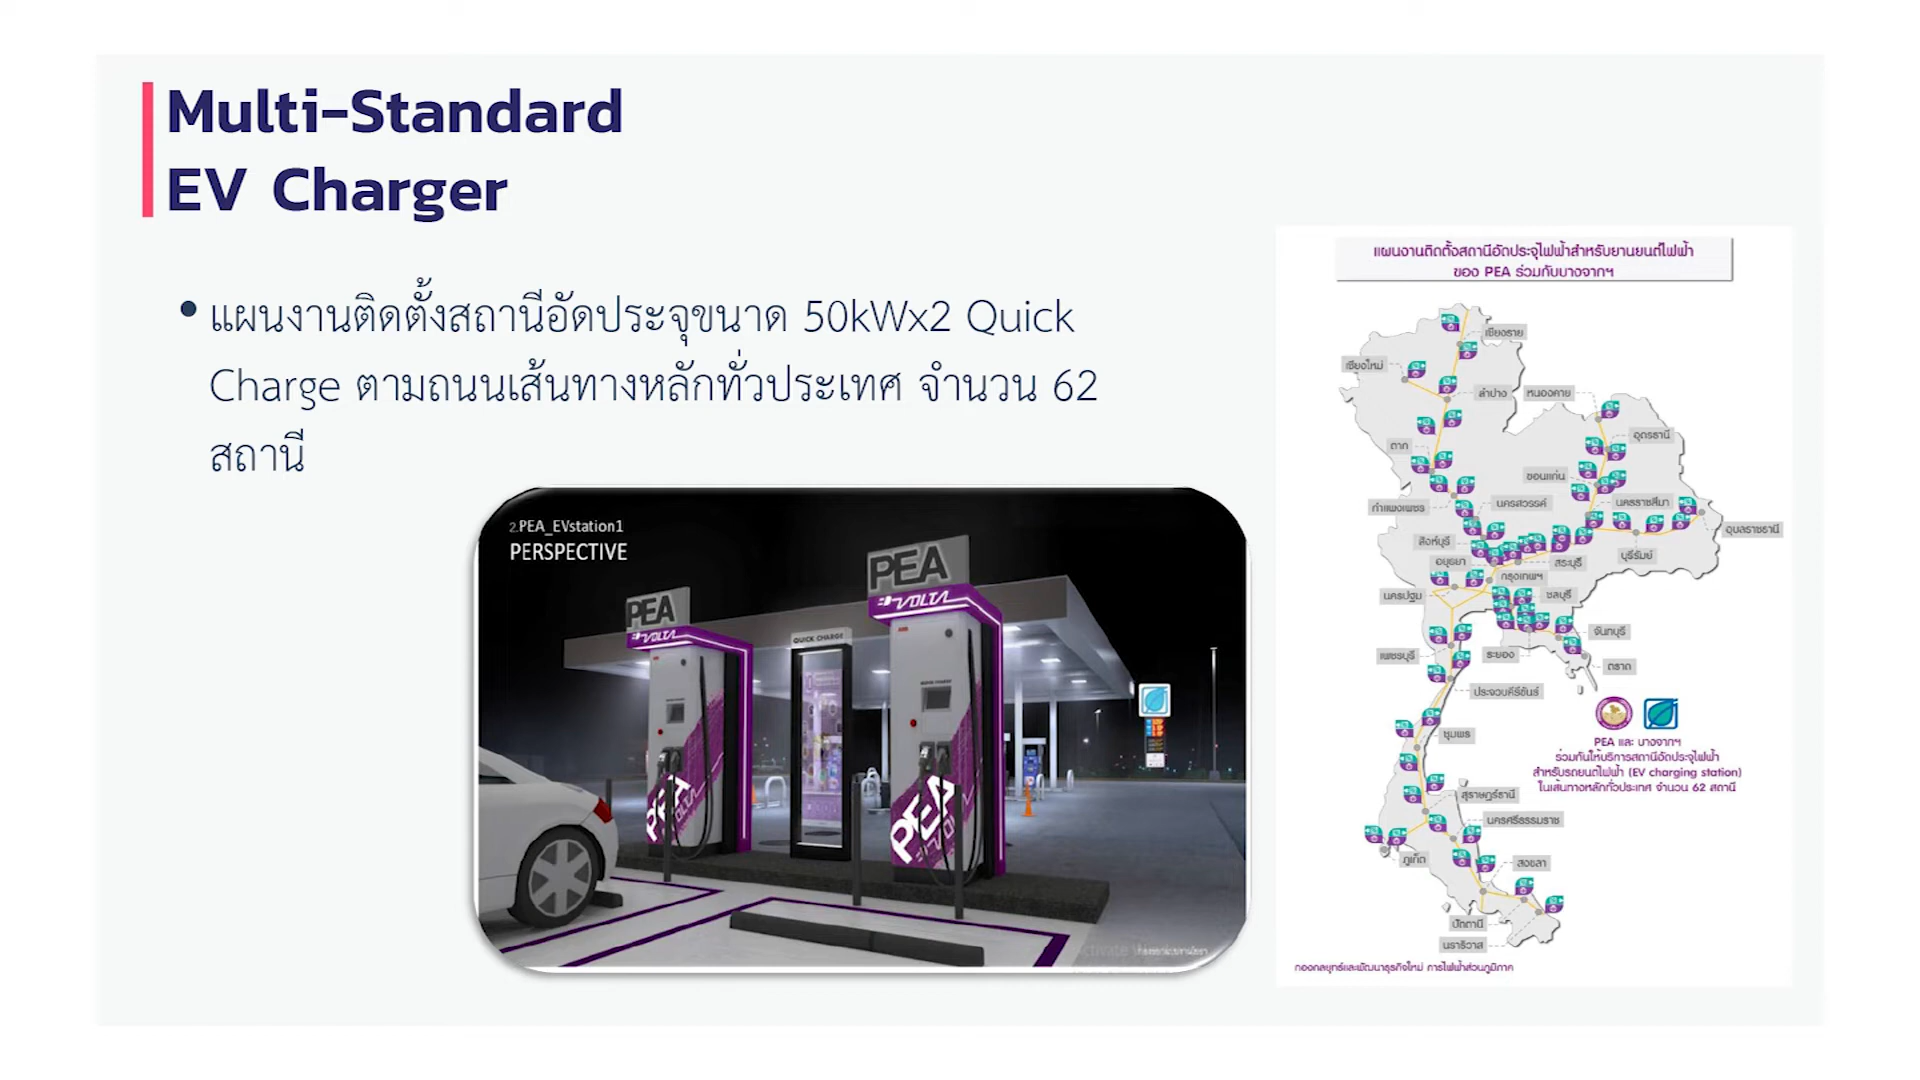 Multi-Standard
EV Charger
• แผนงานติดตั้งสถานีอัดประจุขนาด 50kWx2 Quick
Charge ตามถนนเส้นทางหลักทั่วประเทศ จำนวน 62
สถานี
2.PEA_EVstation1
PERSPECTIVE
PEA
VOLTA
PEA
VOLTA
QUICK CHARGE
PEA
VOLTA
PEA
แผนงานติดตั้งสถานีอัดประจุไฟฟ้าสำหรับยานยนต์ไฟฟ้า
ของ PEA ร่วมกับบางจากฯ
เชียงราย
เชียงใหม่
ลำปาง
หนองคาย
ตาก
อุดรธานี
ขอนแก่น
กำแพงเพชร
นครสวรรค์
นครราชสีมา
อุบลราชธานี
สิงห์บุรี
อยุธยา
สระบุรี
บุรีรัมย์
กรุงเทพฯ
นครปฐม
ชลบุรี
จันทบุรี
เพชรบุรี
ระยอง
ตราด
ประจวบคีรีขันธ์
ชุมพร
PEA และ บางจากฯ
ร่วมกันให้บริการสถานีอัดประจุไฟฟ้า
สำหรับรถยนต์ไฟฟ้า (EV charging station)
ในเส้นทางหลักทั่วประเทศ จำนวน 62 สถานี
สุราษฎร์ธานี
นครศรีธรรมราช
ภูเก็ต
สงขลา
ปัตตานี
นราธิวาส
กองกลยุทธ์และพัฒนาธุรกิจใหม่ การไฟฟ้าส่วนภูมิภาค